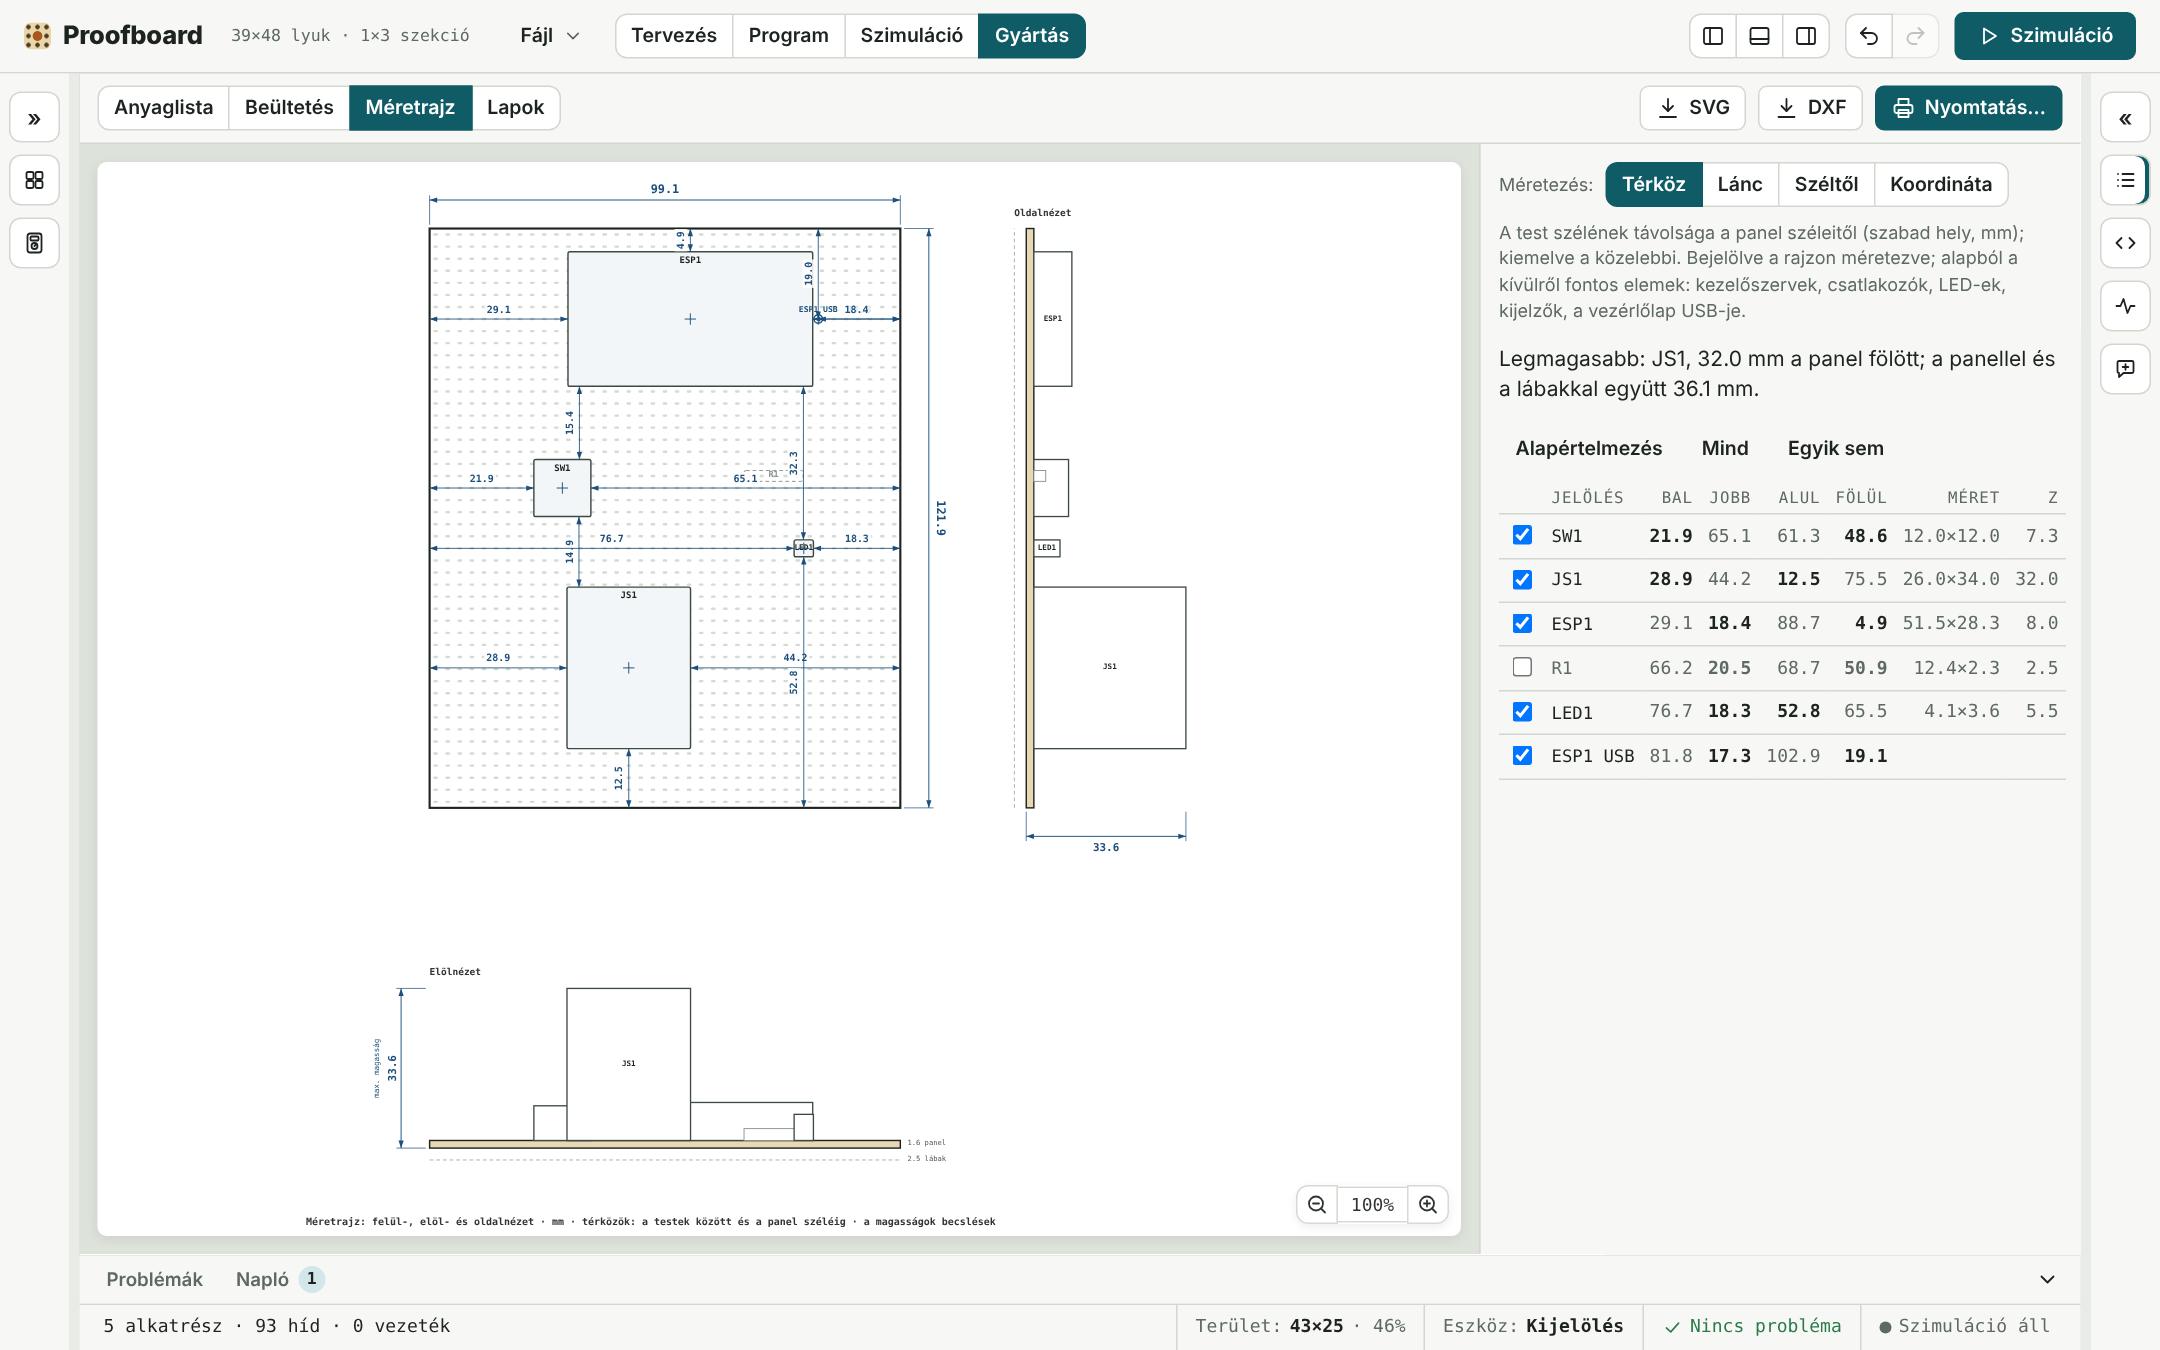 Proofboard
39×48 lyuk · 1×3 szekció
Fájl
Tervezés
Program
Szimuláció
Gyártás
Szimuláció
Anyaglista
Beültetés
Méretrajz
Lapok
SVG
DXF
Nyomtatás...
99.1
Oldalnézet
4.9
ESP1
19.0
29.1
ESP1 USB
18.4
ESP1
15.4
SW1
32.3
R1
21.9
65.1
121.9
14.9
76.7
LED1
18.3
LED1
JS1
28.9
44.2
52.8
JS1
12.5
33.6
Elölnézet
max. magasság
33.6
JS1
1.6 panel
2.5 lábak
Méretrajz: felül-, elöl- és oldalnézet · mm · térközök: a testek között és a panel széléig · a magasságok becslések
100%
Méretezés:
Térköz
Lánc
Széltől
Koordináta
A test szélének távolsága a panel széleitől (szabad hely, mm);
kiemelve a közelebbi. Bejelölve a rajzon méretezve; alapból a
kívülről fontos elemek: kezelőszervek, csatlakozók, LED-ek,
kijelzők, a vezérlőlap USB-je.
Legmagasabb: JS1, 32.0 mm a panel fölött; a panellel és
a lábakkal együtt 36.1 mm.
Alapértelmezés
Mind
Egyik sem
JELÖLÉS BAL JOBB ALUL FÖLÜL MÉRET Z
SW1 21.9 65.1 61.3 48.6 12.0×12.0 7.3
JS1 28.9 44.2 12.5 75.5 26.0×34.0 32.0
ESP1 29.1 18.4 88.7 4.9 51.5×28.3 8.0
R1 66.2 20.5 68.7 50.9 12.4×2.3 2.5
LED1 76.7 18.3 52.8 65.5 4.1×3.6 5.5
ESP1 USB 81.8 17.3 102.9 19.1
Problémák
Napló 1
5 alkatrész · 93 híd · 0 vezeték
Terület: 43×25 · 46%
Eszköz: Kijelölés
Nincs probléma
Szimuláció áll